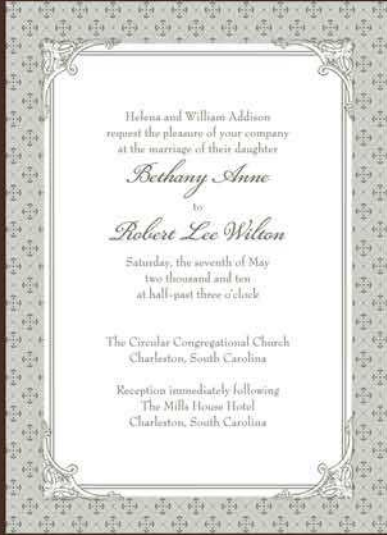 Helena and William Addison
request the pleasure of your company
at the marriage of their daughter
Bethany Anne
to
Robert Lee Wilton
Saturday, the seventh of May
two thousand and ten
at half-past three o'clock
The Circular Congregational Church
Charleston, South Carolina
Reception immediately following
The Mills House Hotel
Charleston, South Carolina